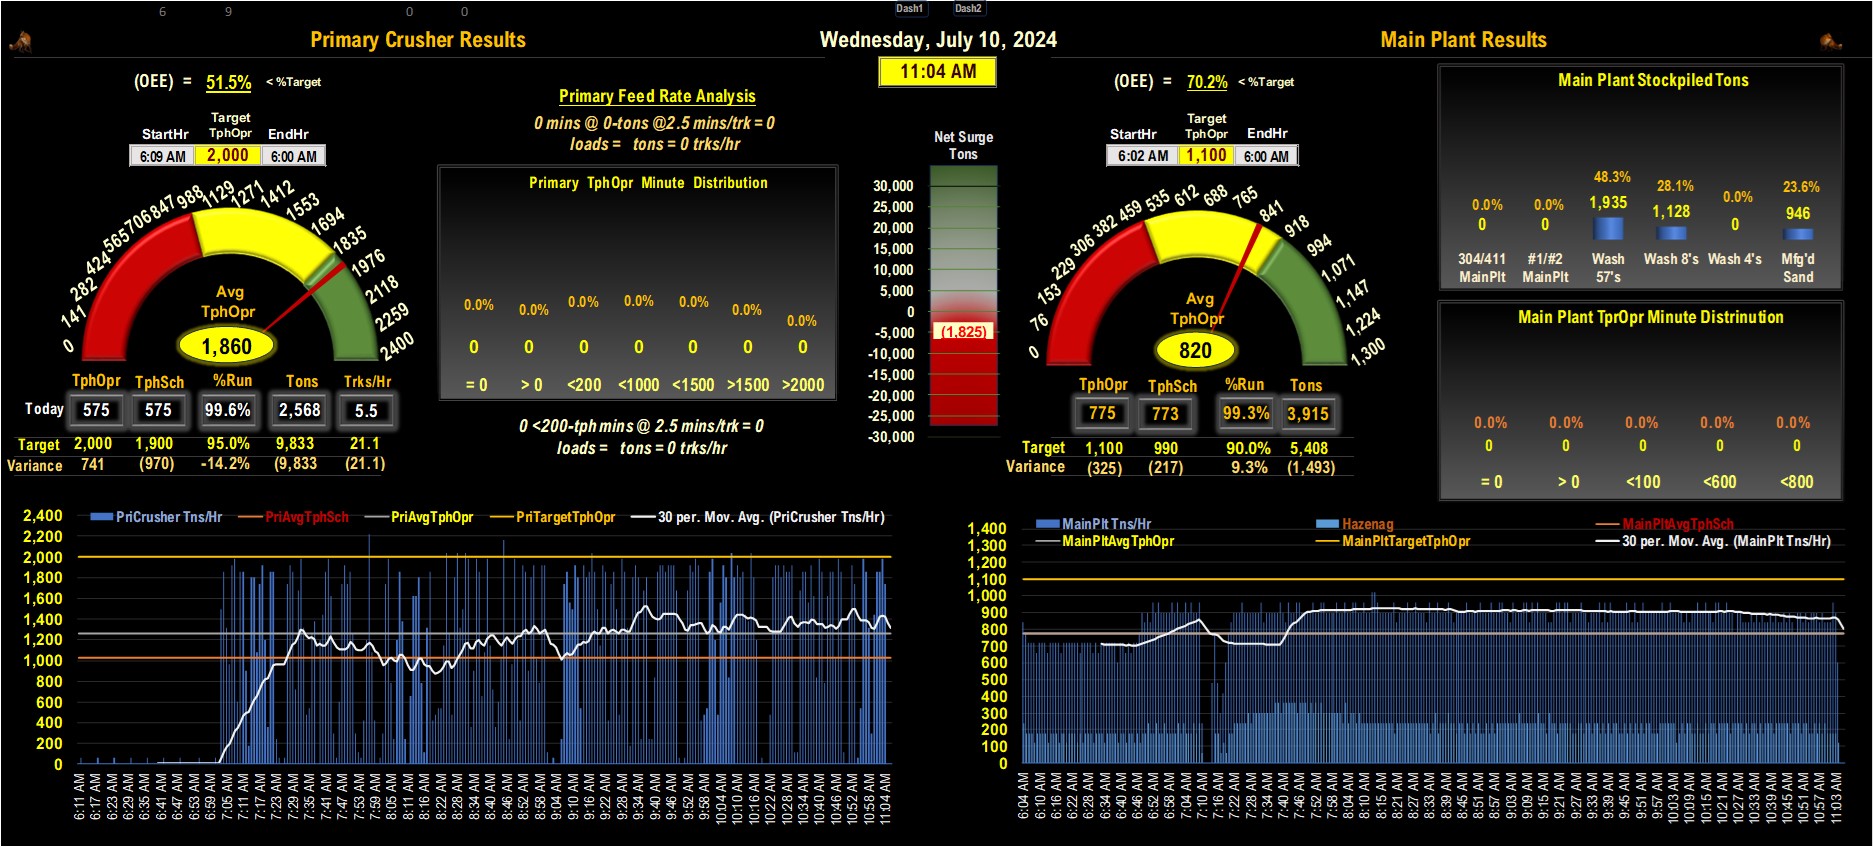 6 9 0 0 Dash1 Dash2
Primary Crusher Results
Wednesday, July 10, 2024
Main Plant Results
11:04 AM
(OEE) = 51.5% < %Target
StartHr Target TphOpr EndHr
6:09 AM 2,000 6:00 AM
0 141 282 424 565 706 847 988 1129 1271 1412 1553 1694 1835 1976 2118 2259 2400
Avg
TphOpr
1,860
TphOpr TphSch %Run Tons Trks/Hr
Today 575 575 99.6% 2,568 5.5
Target 2,000 1,900 95.0% 9,833 21.1
Variance 741 (970) -14.2% (9,833 (21.1)
Primary Feed Rate Analysis
0 mins @ 0-tons @2.5 mins/trk = 0
loads = tons = 0 trks/hr
Primary TphOpr Minute Distribution
0.0% 0.0% 0.0% 0.0% 0.0% 0.0% 0.0%
0 0 0 0 0 0 0
= 0 > 0 <200 <1000 <1500 >1500 >2000
0 <200-tph mins @ 2.5 mins/trk = 0
loads = tons = 0 trks/hr
Net Surge
Tons
30,000
25,000
20,000
15,000
10,000
5,000
0
-5,000
-10,000
-15,000
-20,000
-25,000
-30,000
(1,825)
(OEE) = 70.2% < %Target
StartHr Target TphOpr EndHr
6:02 AM 1,100 6:00 AM
0 76 153 229 306 382 459 535 612 688 765 841 918 994 1,071 1,147 1,224 1,300
Avg
TphOpr
820
TphOpr TphSch %Run Tons
775 773 99.3% 3,915
Target 1,100 990 90.0% 5,408
Variance (325) (217) 9.3% (1,493)
Main Plant Stockpiled Tons
0.0% 0.0% 48.3% 28.1% 0.0% 23.6%
0 0 1,935 1,128 0 946
304/411 MainPlt #1/#2 MainPlt Wash 57's Wash 8's Wash 4's Mfg'd Sand
Main Plant TprOpr Minute Distrinution
0.0% 0.0% 0.0% 0.0% 0.0%
0 0 0 0 0
= 0 > 0 <100 <600 <800
PriCrusher Tns/Hr PriAvgTphSch PriAvgTphOpr PriTargetTphOpr 30 per. Mov. Avg. (PriCrusher Tns/Hr)
2,400
2,200
2,000
1,800
1,600
1,400
1,200
1,000
800
600
400
200
0
6:11 AM 6:17 AM 6:23 AM 6:29 AM 6:35 AM 6:41 AM 6:47 AM 6:53 AM 6:59 AM 7:05 AM 7:11 AM 7:17 AM 7:23 AM 7:29 AM 7:35 AM 7:41 AM 7:47 AM 7:53 AM 7:59 AM 8:05 AM 8:11 AM 8:16 AM 8:22 AM 8:28 AM 8:34 AM 8:40 AM 8:46 AM 8:52 AM 8:58 AM 9:04 AM 9:10 AM 9:16 AM 9:22 AM 9:28 AM 9:34 AM 9:40 AM 9:46 AM 9:52 AM 9:58 AM 10:04 AM 10:10 AM 10:16 AM 10:22 AM 10:28 AM 10:34 AM 10:40 AM 10:46 AM 10:52 AM 10:58 AM 11:04 AM
MainPlt Tns/Hr Hazenag MainPltAvgTphSch
MainPltAvgTphOpr MainPltTargetTphOpr 30 per. Mov. Avg. (MainPlt Tns/Hr)
1,400
1,300
1,200
1,100
1,000
900
800
700
600
500
400
300
200
100
0
6:04 AM 6:10 AM 6:22 AM 6:28 AM 6:34 AM 6:40 AM 6:46 AM 6:52 AM 6:58 AM 7:04 AM 7:10 AM 7:16 AM 7:22 AM 7:28 AM 7:34 AM 7:40 AM 7:46 AM 7:52 AM 7:58 AM 8:04 AM 8:10 AM 8:15 AM 8:21 AM 8:27 AM 8:33 AM 8:39 AM 8:45 AM 8:51 AM 8:57 AM 9:03 AM 9:09 AM 9:15 AM 9:21 AM 9:27 AM 9:33 AM 9:39 AM 9:45 AM 9:51 AM 9:57 AM 10:03 AM 10:09 AM 10:15 AM 10:21 AM 10:27 AM 10:33 AM 10:39 AM 10:45 AM 10:51 AM 10:57 AM 11:03 AM